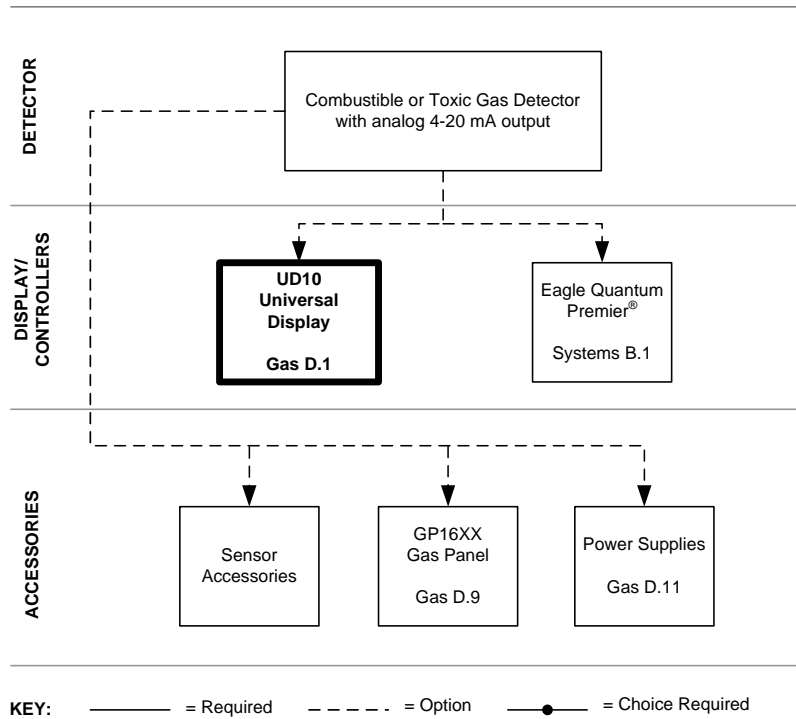 DETECTOR
Combustible or Toxic Gas Detector
with analog 4-20 mA output
DISPLAY/
CONTROLLERS
UD10
Universal
Display
Gas D.1
Eagle Quantum
Premier®
Systems B.1
ACCESSORIES
Sensor
Accessories
GP16XX
Gas Panel
Gas D.9
Power Supplies
Gas D.11
KEY: = Required = Option = Choice Required